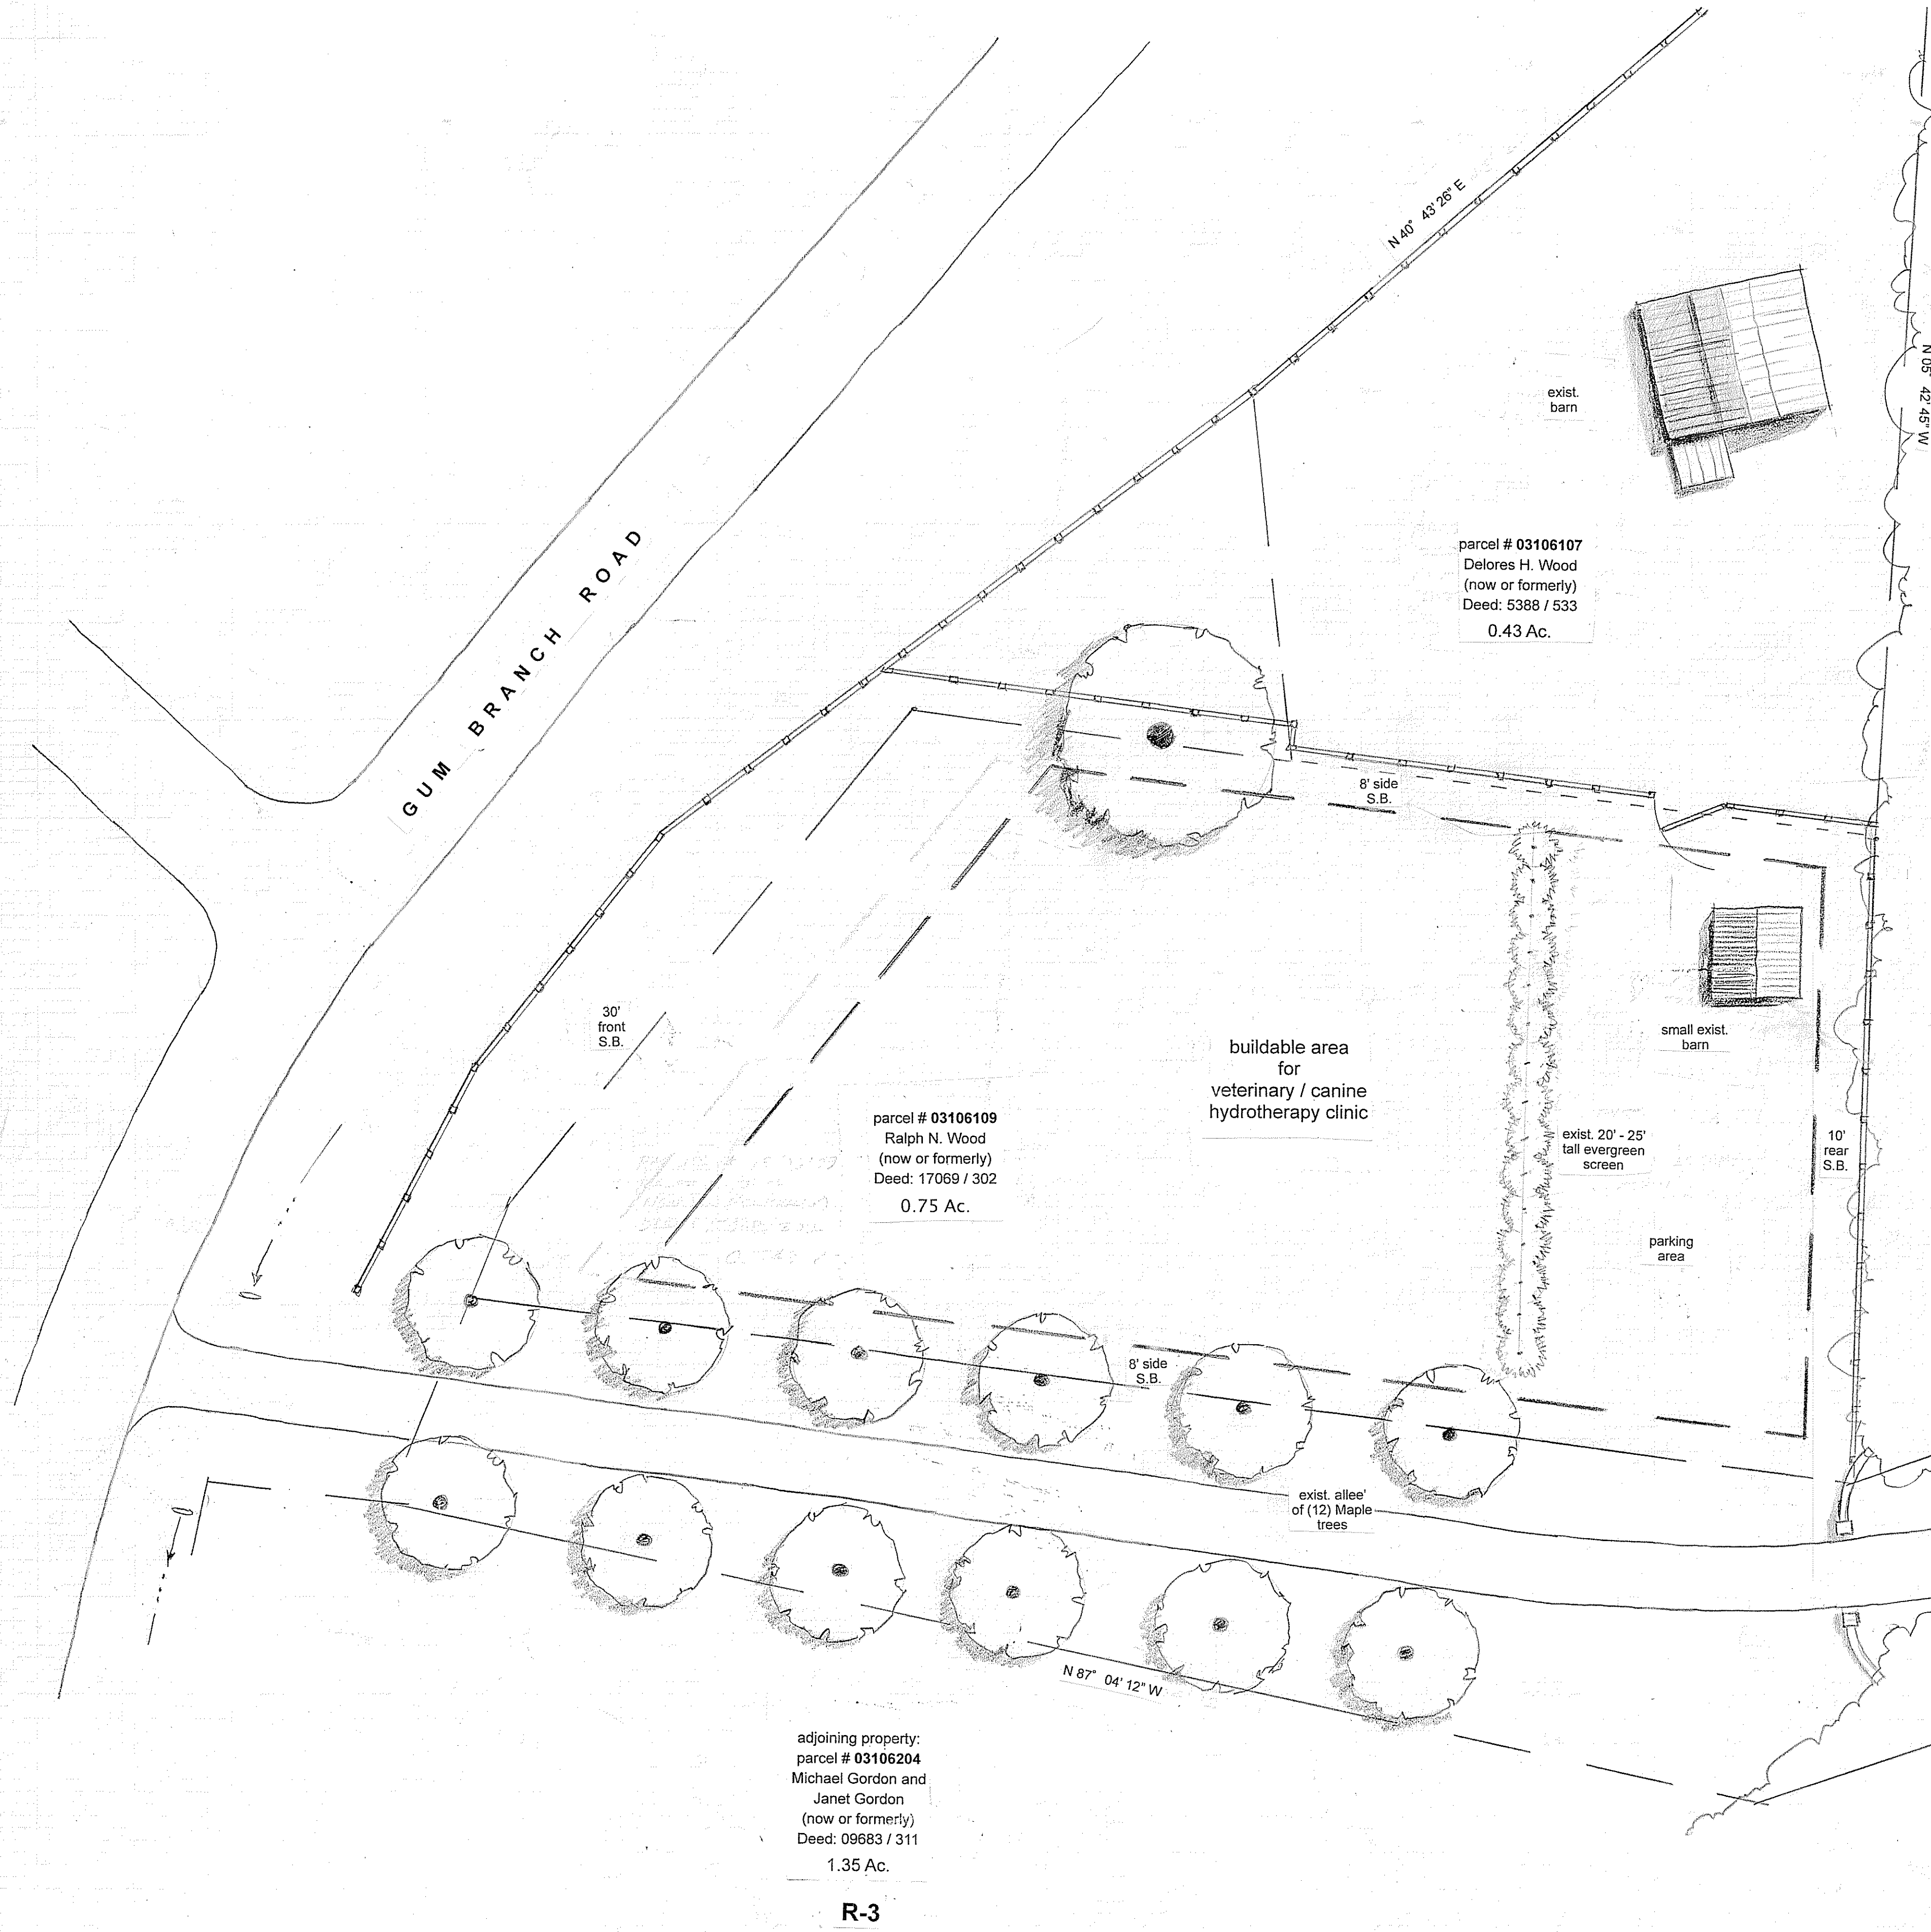 N 40° 43' 26" E
exist.
barn
N 05° 42' 45" W
parcel # 03106107
Delores H. Wood
(now or formerly)
Deed: 5388 / 533
0.43 Ac.
GUM BRANCH ROAD
8' side
S.B.
30'
front
S.B.
small exist.
barn
buildable area
for
veterinary / canine
hydrotherapy clinic
parcel # 03106109
Ralph N. Wood
(now or formerly)
Deed: 17069 / 302
0.75 Ac.
exist. 20' - 25'
tall evergreen
screen
10'
rear
S.B.
parking
area
8' side
S.B.
exist. allee'
of (12) Maple
trees
N 87° 04' 12" W
adjoining property:
parcel # 03106204
Michael Gordon and
Janet Gordon
(now or formerly)
Deed: 09683 / 311
1.35 Ac.
R-3